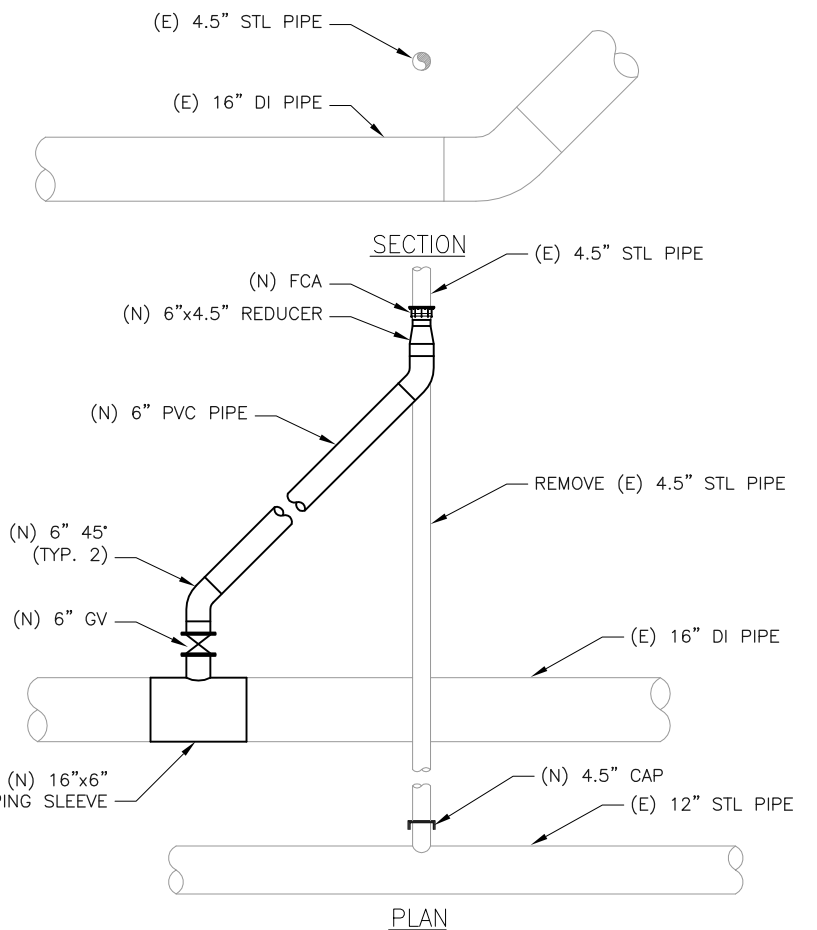 (E) 4.5” STL PIPE
(E) 16” DI PIPE
SECTION
(E) 4.5” STL PIPE
(N) FCA
(N) 6”x4.5” REDUCER
(N) 6” PVC PIPE
REMOVE (E) 4.5” STL PIPE
(N) 6” 45°
(TYP. 2)
(N) 6” GV
(E) 16” DI PIPE
(N) 16”x6”
PING SLEEVE
(N) 4.5” CAP
(E) 12” STL PIPE
PLAN